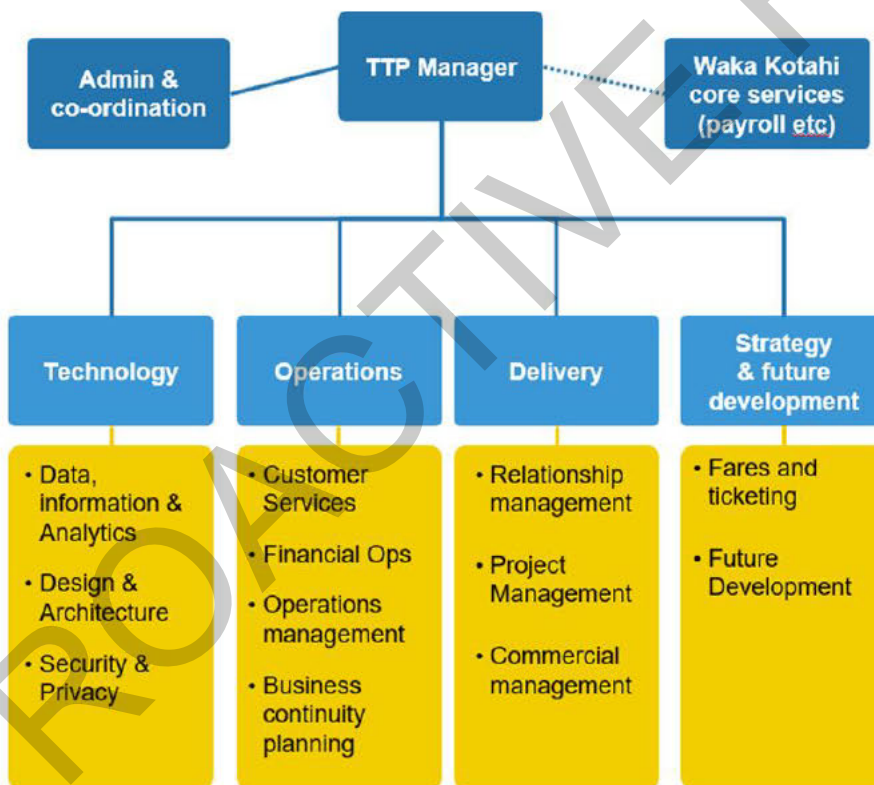 TTP Manager
Admin &
co-ordination
Waka Kotahi
core services
(payroll etc)
Technology
Operations
Delivery
Strategy
& future
development
• Data,
information &
Analytics
• Design &
Architecture
• Security &
Privacy
• Customer
Services
• Financial Ops
• Operations
management
• Business
continuity
planning
• Relationship
management
• Project
Management
• Commercial
management
• Fares and
ticketing
• Future
Development
ROACTIVE